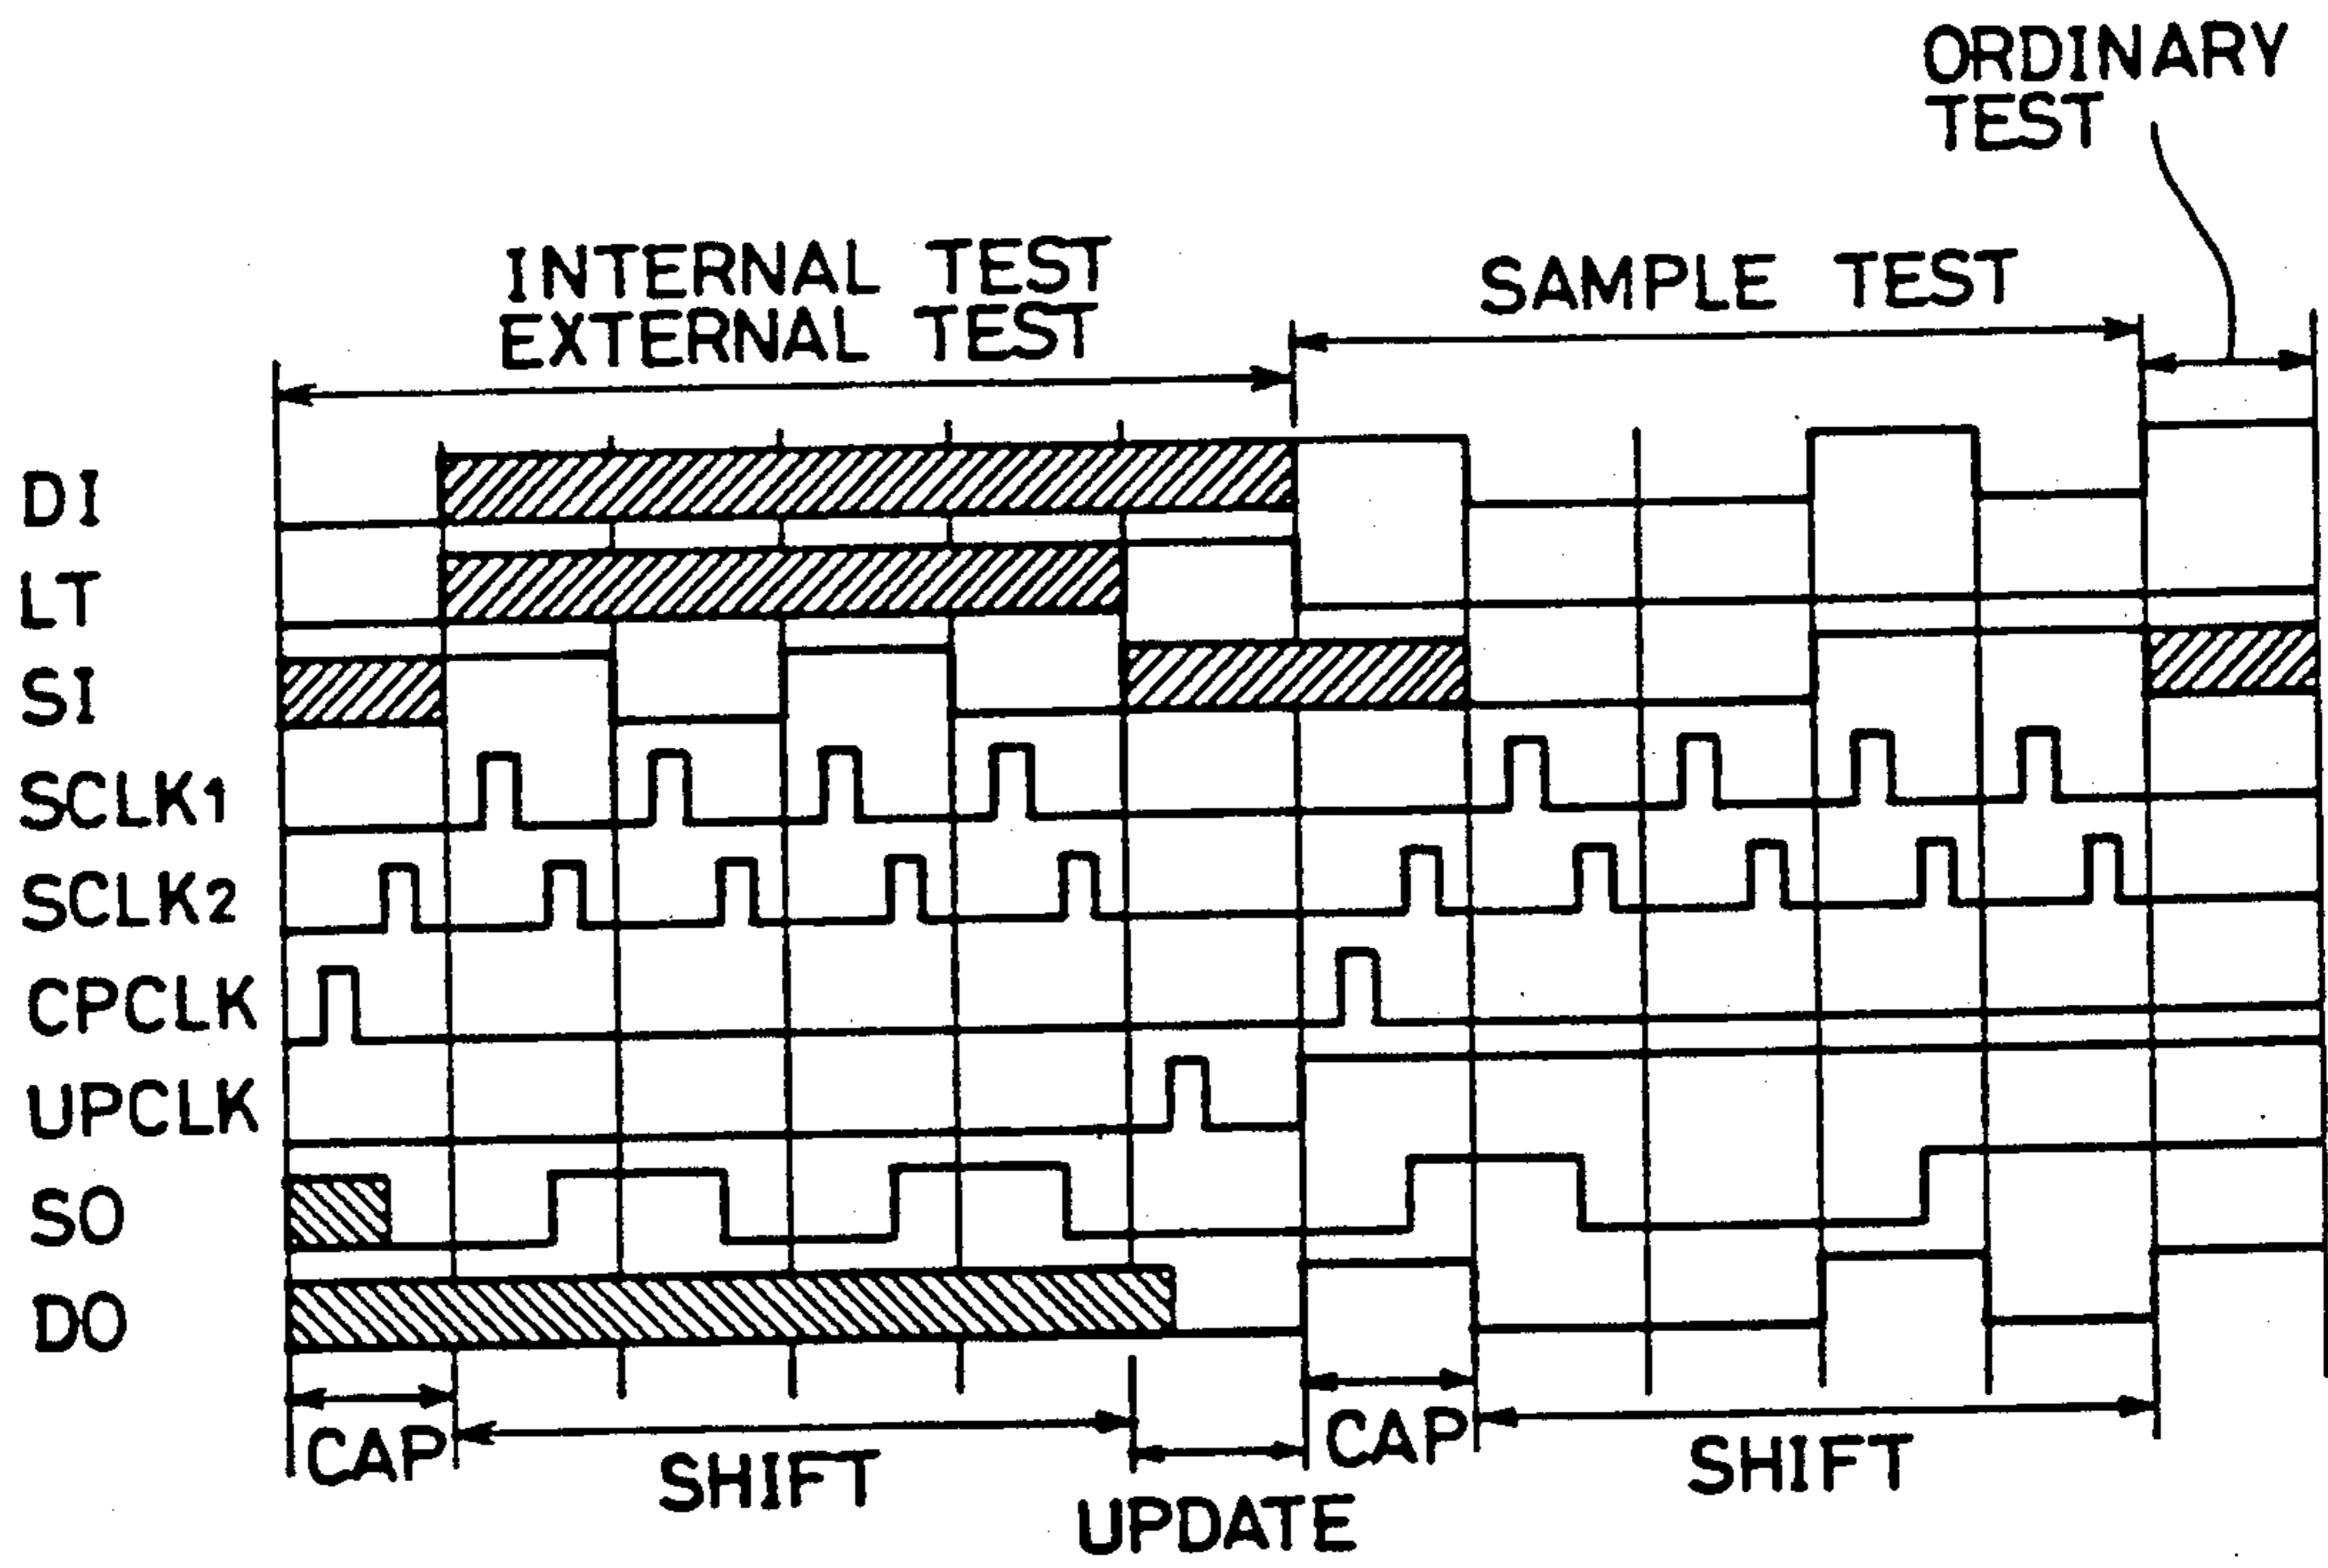 ORDINARY
TEST
INTERNAL TEST
EXTERNAL TEST
SAMPLE TEST
DI
LT
SI
SCLK1
SCLK2
CPCLK
UPCLK
SO
DO
CAP
SHIFT
UPDATE
CAP
SHIFT